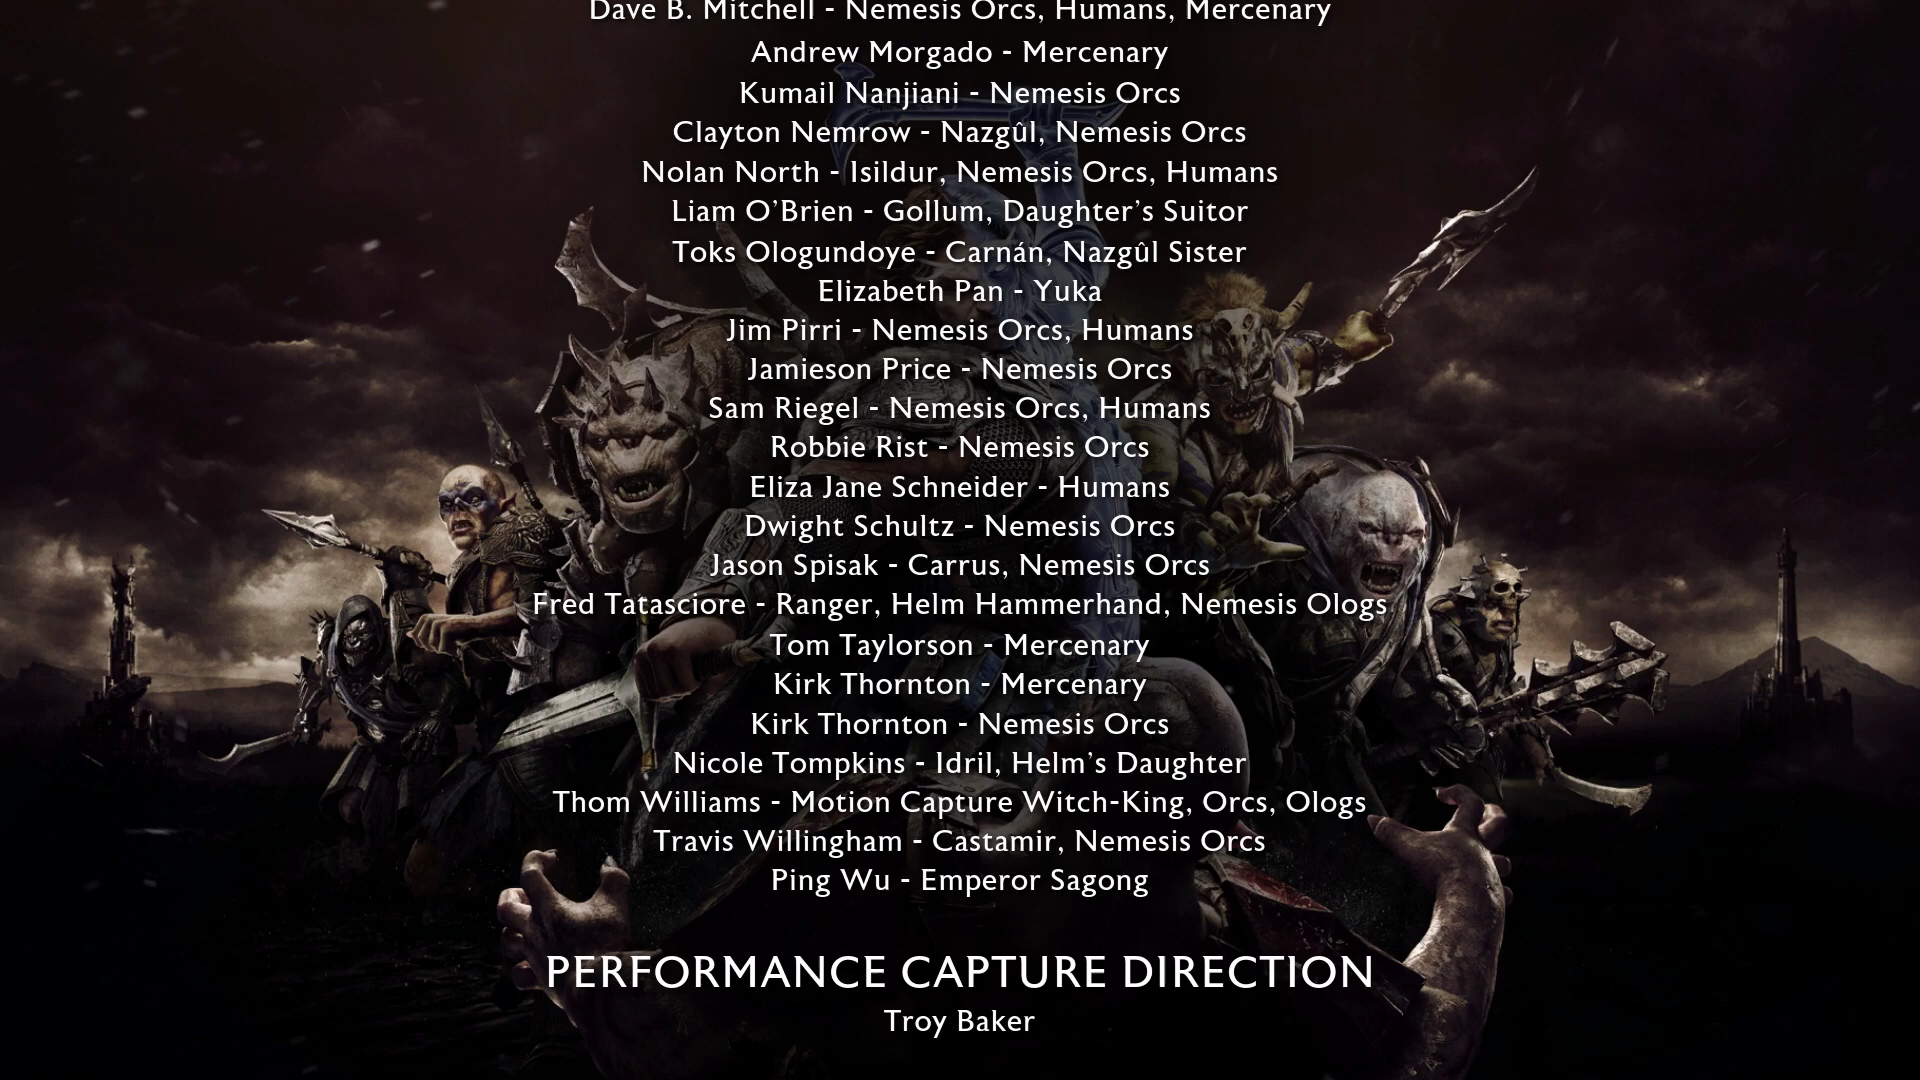 Dave B. Mitchell - Nemesis Orcs, Humans, Mercenary
Andrew Morgado - Mercenary
Kumail Nanjiani - Nemesis Orcs
Clayton Nemrow - Nazgûl, Nemesis Orcs
Nolan North - Isildur, Nemesis Orcs, Humans
Liam O’Brien - Gollum, Daughter’s Suitor
Toks Ologundoye - Carnán, Nazgûl Sister
Elizabeth Pan - Yuka
Jim Pirri - Nemesis Orcs, Humans
Jamieson Price - Nemesis Orcs
Sam Riegel - Nemesis Orcs, Humans
Robbie Rist - Nemesis Orcs
Eliza Jane Schneider - Humans
Dwight Schultz - Nemesis Orcs
Jason Spisak - Carrus, Nemesis Orcs
Fred Tatasciore - Ranger, Helm Hammerhand, Nemesis Ologs
Tom Taylorson - Mercenary
Kirk Thornton - Mercenary
Kirk Thornton - Nemesis Orcs
Nicole Tompkins - Idril, Helm’s Daughter
Thom Williams - Motion Capture Witch-King, Orcs, Ologs
Travis Willingham - Castamir, Nemesis Orcs
Ping Wu - Emperor Sagong
PERFORMANCE CAPTURE DIRECTION
Troy Baker